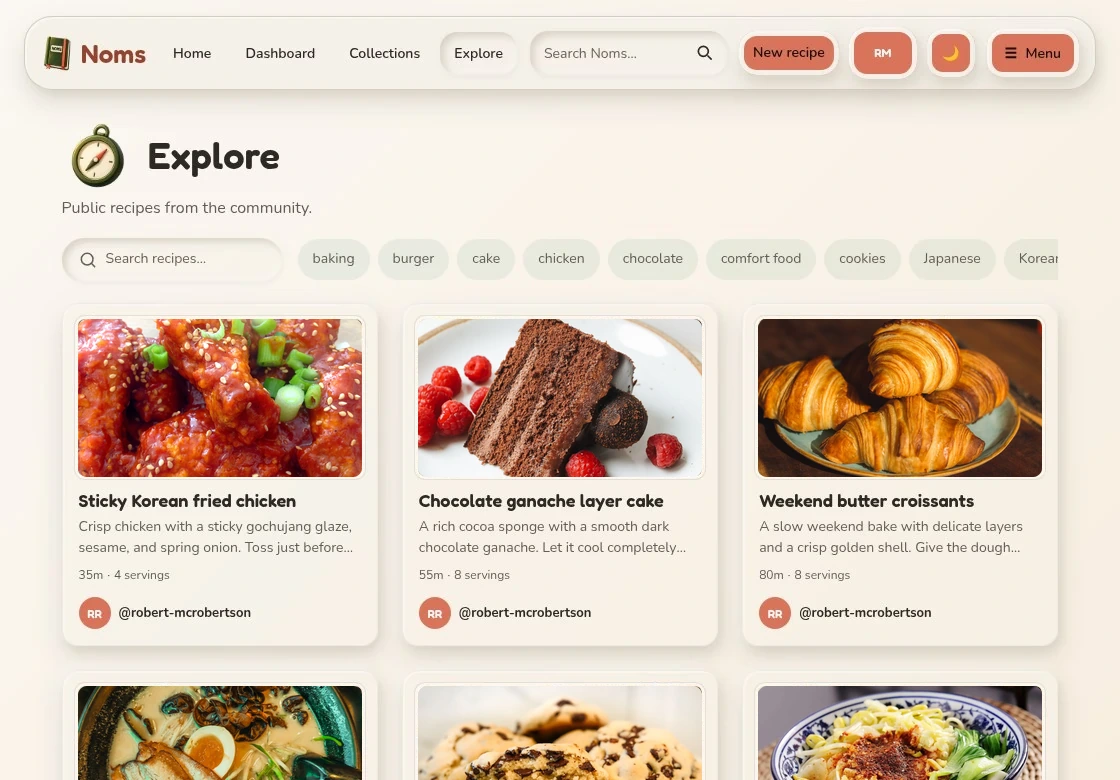 Noms
Home
Dashboard
Collections
Explore
Search Noms...
New recipe
RM
☰ Menu
Explore
Public recipes from the community.
Search recipes...
baking
burger
cake
chicken
chocolate
comfort food
cookies
Japanese
Korean
Sticky Korean fried chicken
Crisp chicken with a sticky gochujang glaze,
sesame, and spring onion. Toss just before...
35m · 4 servings
RR @robert-mcrobertson
Chocolate ganache layer cake
A rich cocoa sponge with a smooth dark
chocolate ganache. Let it cool completely...
55m · 8 servings
RR @robert-mcrobertson
Weekend butter croissants
A slow weekend bake with delicate layers
and a crisp golden shell. Give the dough...
80m · 8 servings
RR @robert-mcrobertson